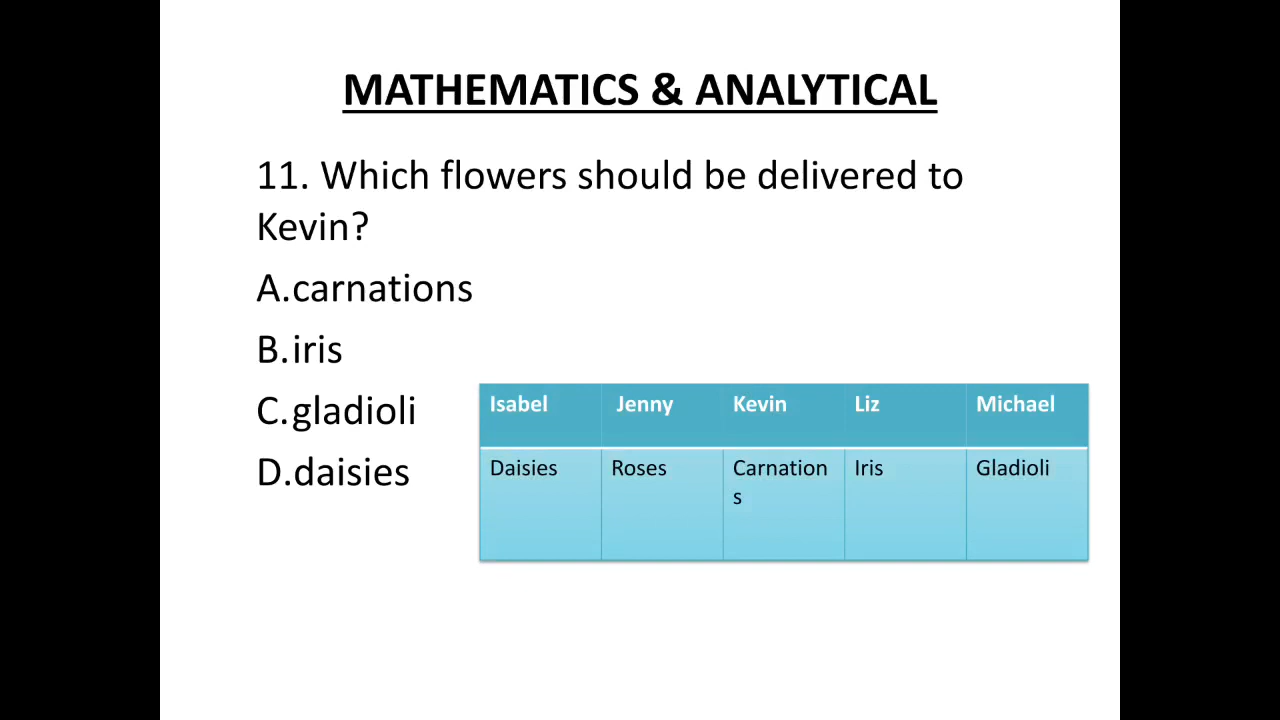 MATHEMATICS & ANALYTICAL
11. Which flowers should be delivered to
Kevin?
A.carnations
B.iris
C.gladioli
D.daisies
Isabel Jenny Kevin Liz Michael
Daisies Roses Carnation Iris Gladioli
s